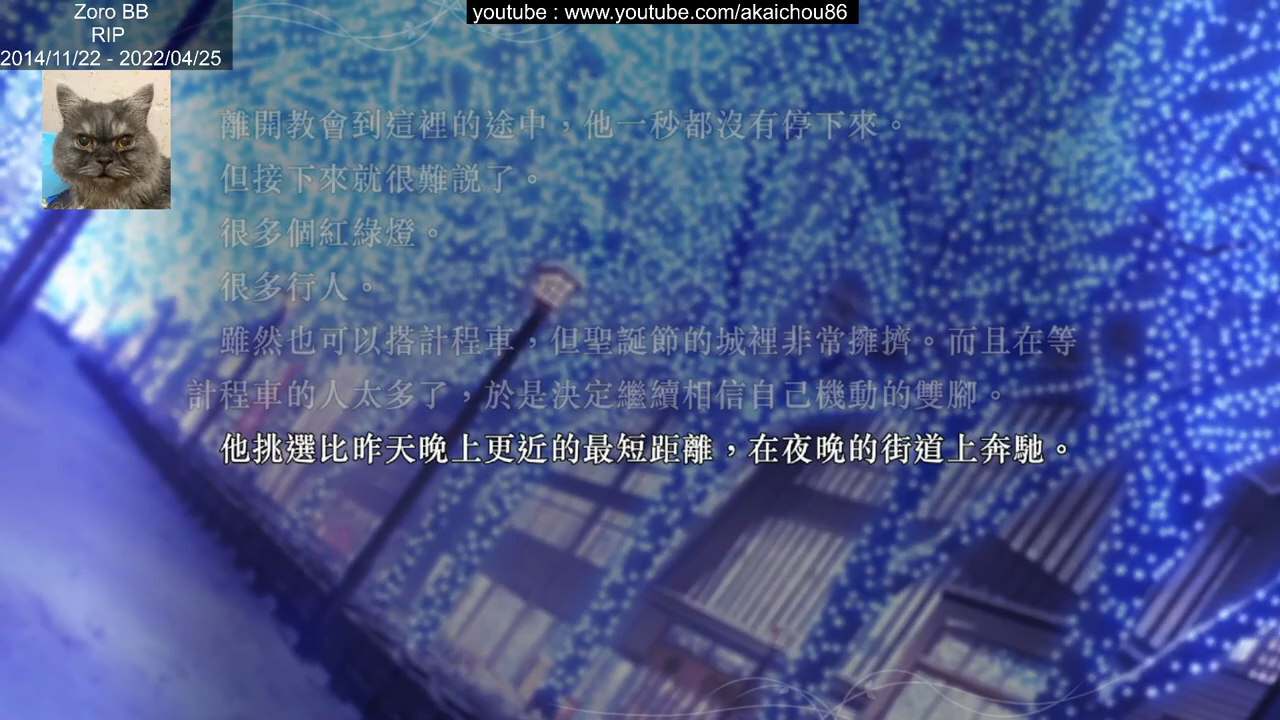 Zoro BB
RIP
2014/11/22 - 2022/04/25
youtube : www.youtube.com/akaichou86
離開教會到這裡的途中，他一秒都沒有停下來。
但接下來就很難説了。
很多個紅綠燈。
很多行人。
雖然也可以搭計程車，但聖誕節的城裡非常擁擠。而且在等
計程車的人太多了，於是決定繼續相信自己機動的雙腳。
他挑選比昨天晚上更近的最短距離，在夜晚的街道上奔馳。